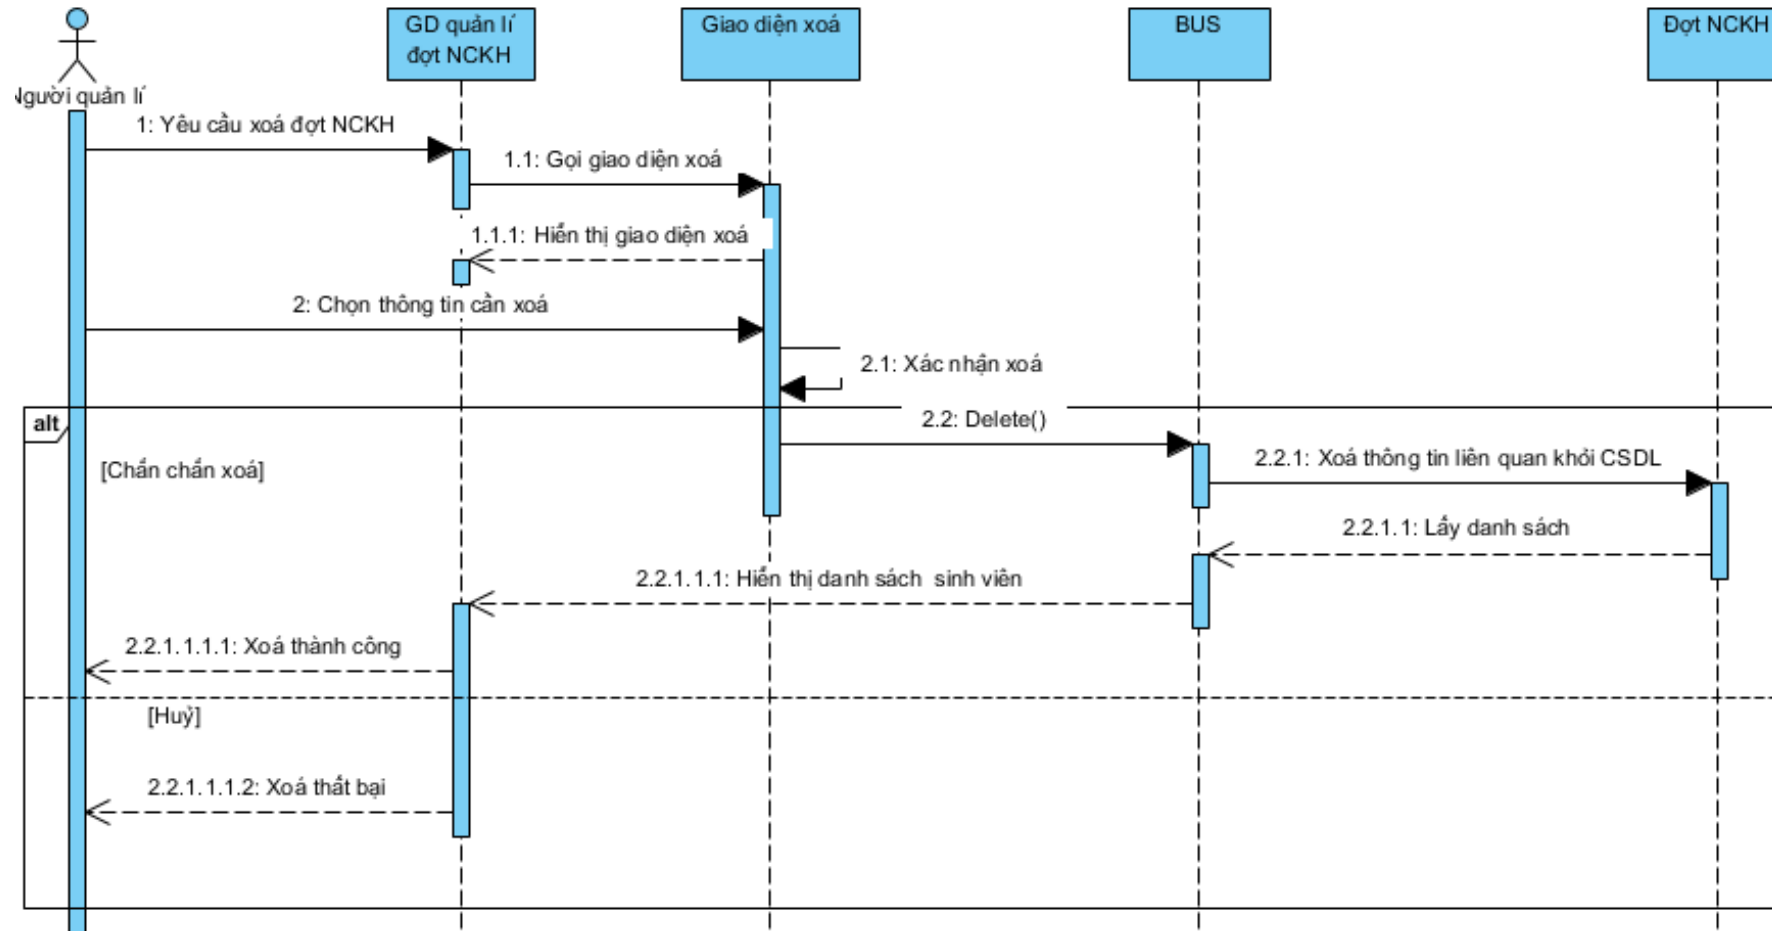 GD quản lí
đợt NCKH
Giao diện xoá
BUS
Đợt NCKH
Người quản lí
1: Yêu cầu xoá đợt NCKH
1.1: Gọi giao diện xoá
1.1.1: Hiển thị giao diện xoá
2: Chọn thông tin cần xoá
2.1: Xác nhận xoá
alt
2.2: Delete()
[Chắn chắn xoá]
2.2.1: Xoá thông tin liên quan khỏi CSDL
2.2.1.1: Lấy danh sách
2.2.1.1.1: Hiển thị danh sách sinh viên
2.2.1.1.1.1: Xoá thành công
[Huỷ]
2.2.1.1.1.2: Xoá thất bại